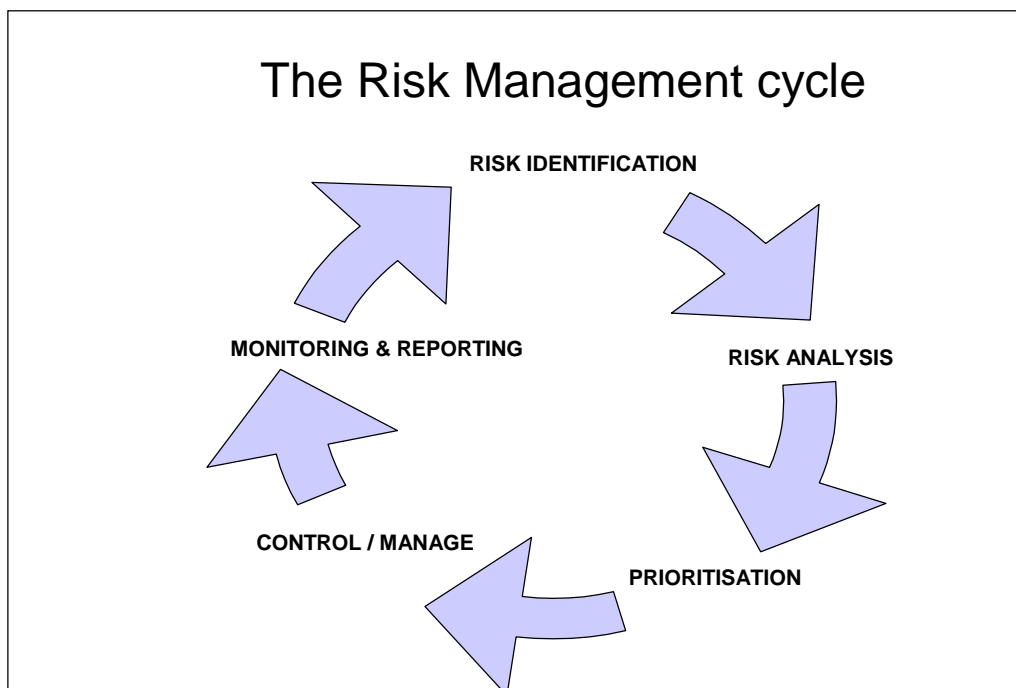 The Risk Management cycle
RISK IDENTIFICATION
RISK ANALYSIS
PRIORITISATION
CONTROL / MANAGE
MONITORING & REPORTING